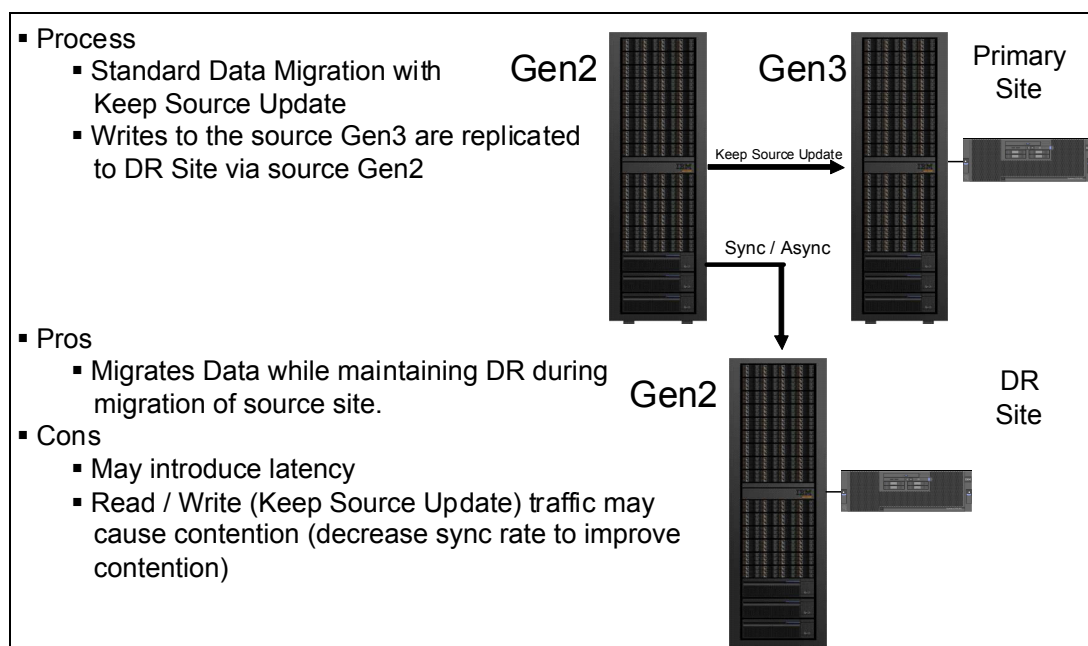 ▪ Process
▪ Standard Data Migration with
Keep Source Update
▪ Writes to the source Gen3 are replicated
to DR Site via source Gen2
Gen2
Gen3
Primary
Site
Keep Source Update
Sync / Async
▪ Pros
▪ Migrates Data while maintaining DR during
migration of source site.
▪ Cons
▪ May introduce latency
▪ Read / Write (Keep Source Update) traffic may
cause contention (decrease sync rate to improve
contention)
Gen2
DR
Site
IBM
IBM
IBM